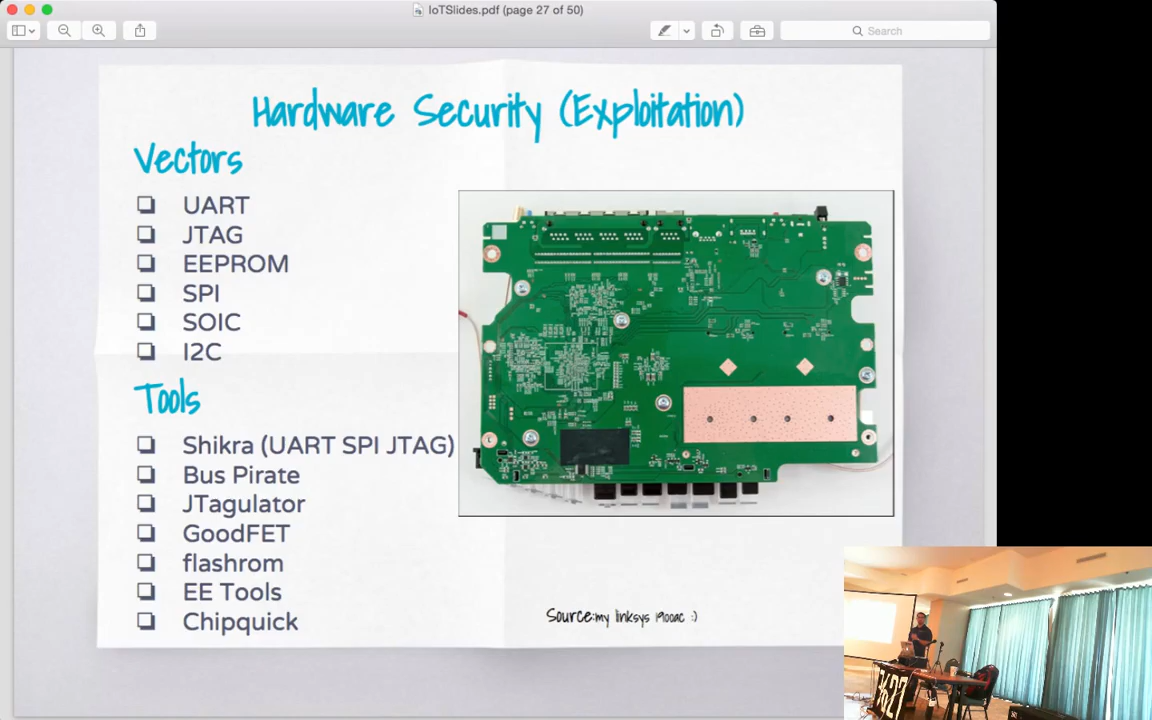 IoTSlides.pdf (page 27 of 50)
Search
Hardware Security (Exploitation)
Vectors
UART
JTAG
EEPROM
SPI
SOIC
I2C
Tools
Shikra (UART SPI JTAG)
Bus Pirate
JTagulator
GoodFET
flashrom
EE Tools
Chipquick
Source:my linksys 1900ac :)